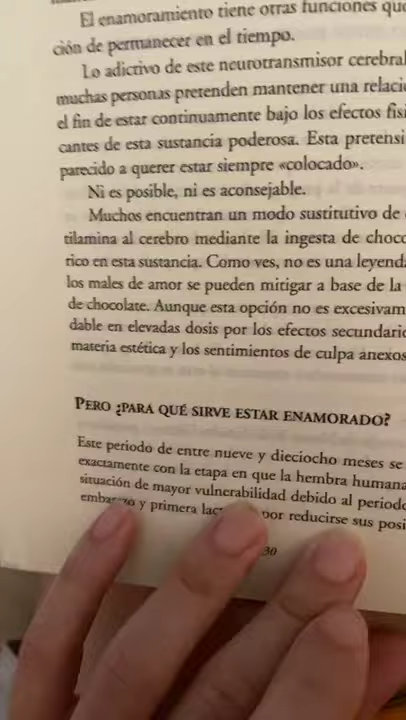 El enamoramiento tiene otras funciones que
ción de permanecer en el tiempo.
Lo adictivo de este neurotransmisor cerebral
muchas personas pretenden mantener una relació
el fin de estar continuamente bajo los efectos físi
cantes de esta sustancia poderosa. Esta pretensi
parecido a querer estar siempre «colocado».
Ni es posible, ni es aconsejable.
Muchos encuentran un modo sustitutivo de
tilamina al cerebro mediante la ingesta de choco
rico en esta sustancia. Como ves, no es una leyenda
los males de amor se pueden mitigar a base de la
de chocolate. Aunque esta opción no es excesivam
dable en elevadas dosis por los efectos secundario
materia estética y los sentimientos de culpa anexos
PERO ¿PARA QUÉ SIRVE ESTAR ENAMORADO?
Este periodo de entre nueve y dieciocho meses se
exactamente con la etapa en que la hembra humana
situación de mayor vulnerabilidad debido al periodo
y primera por reducirse sus posi
30